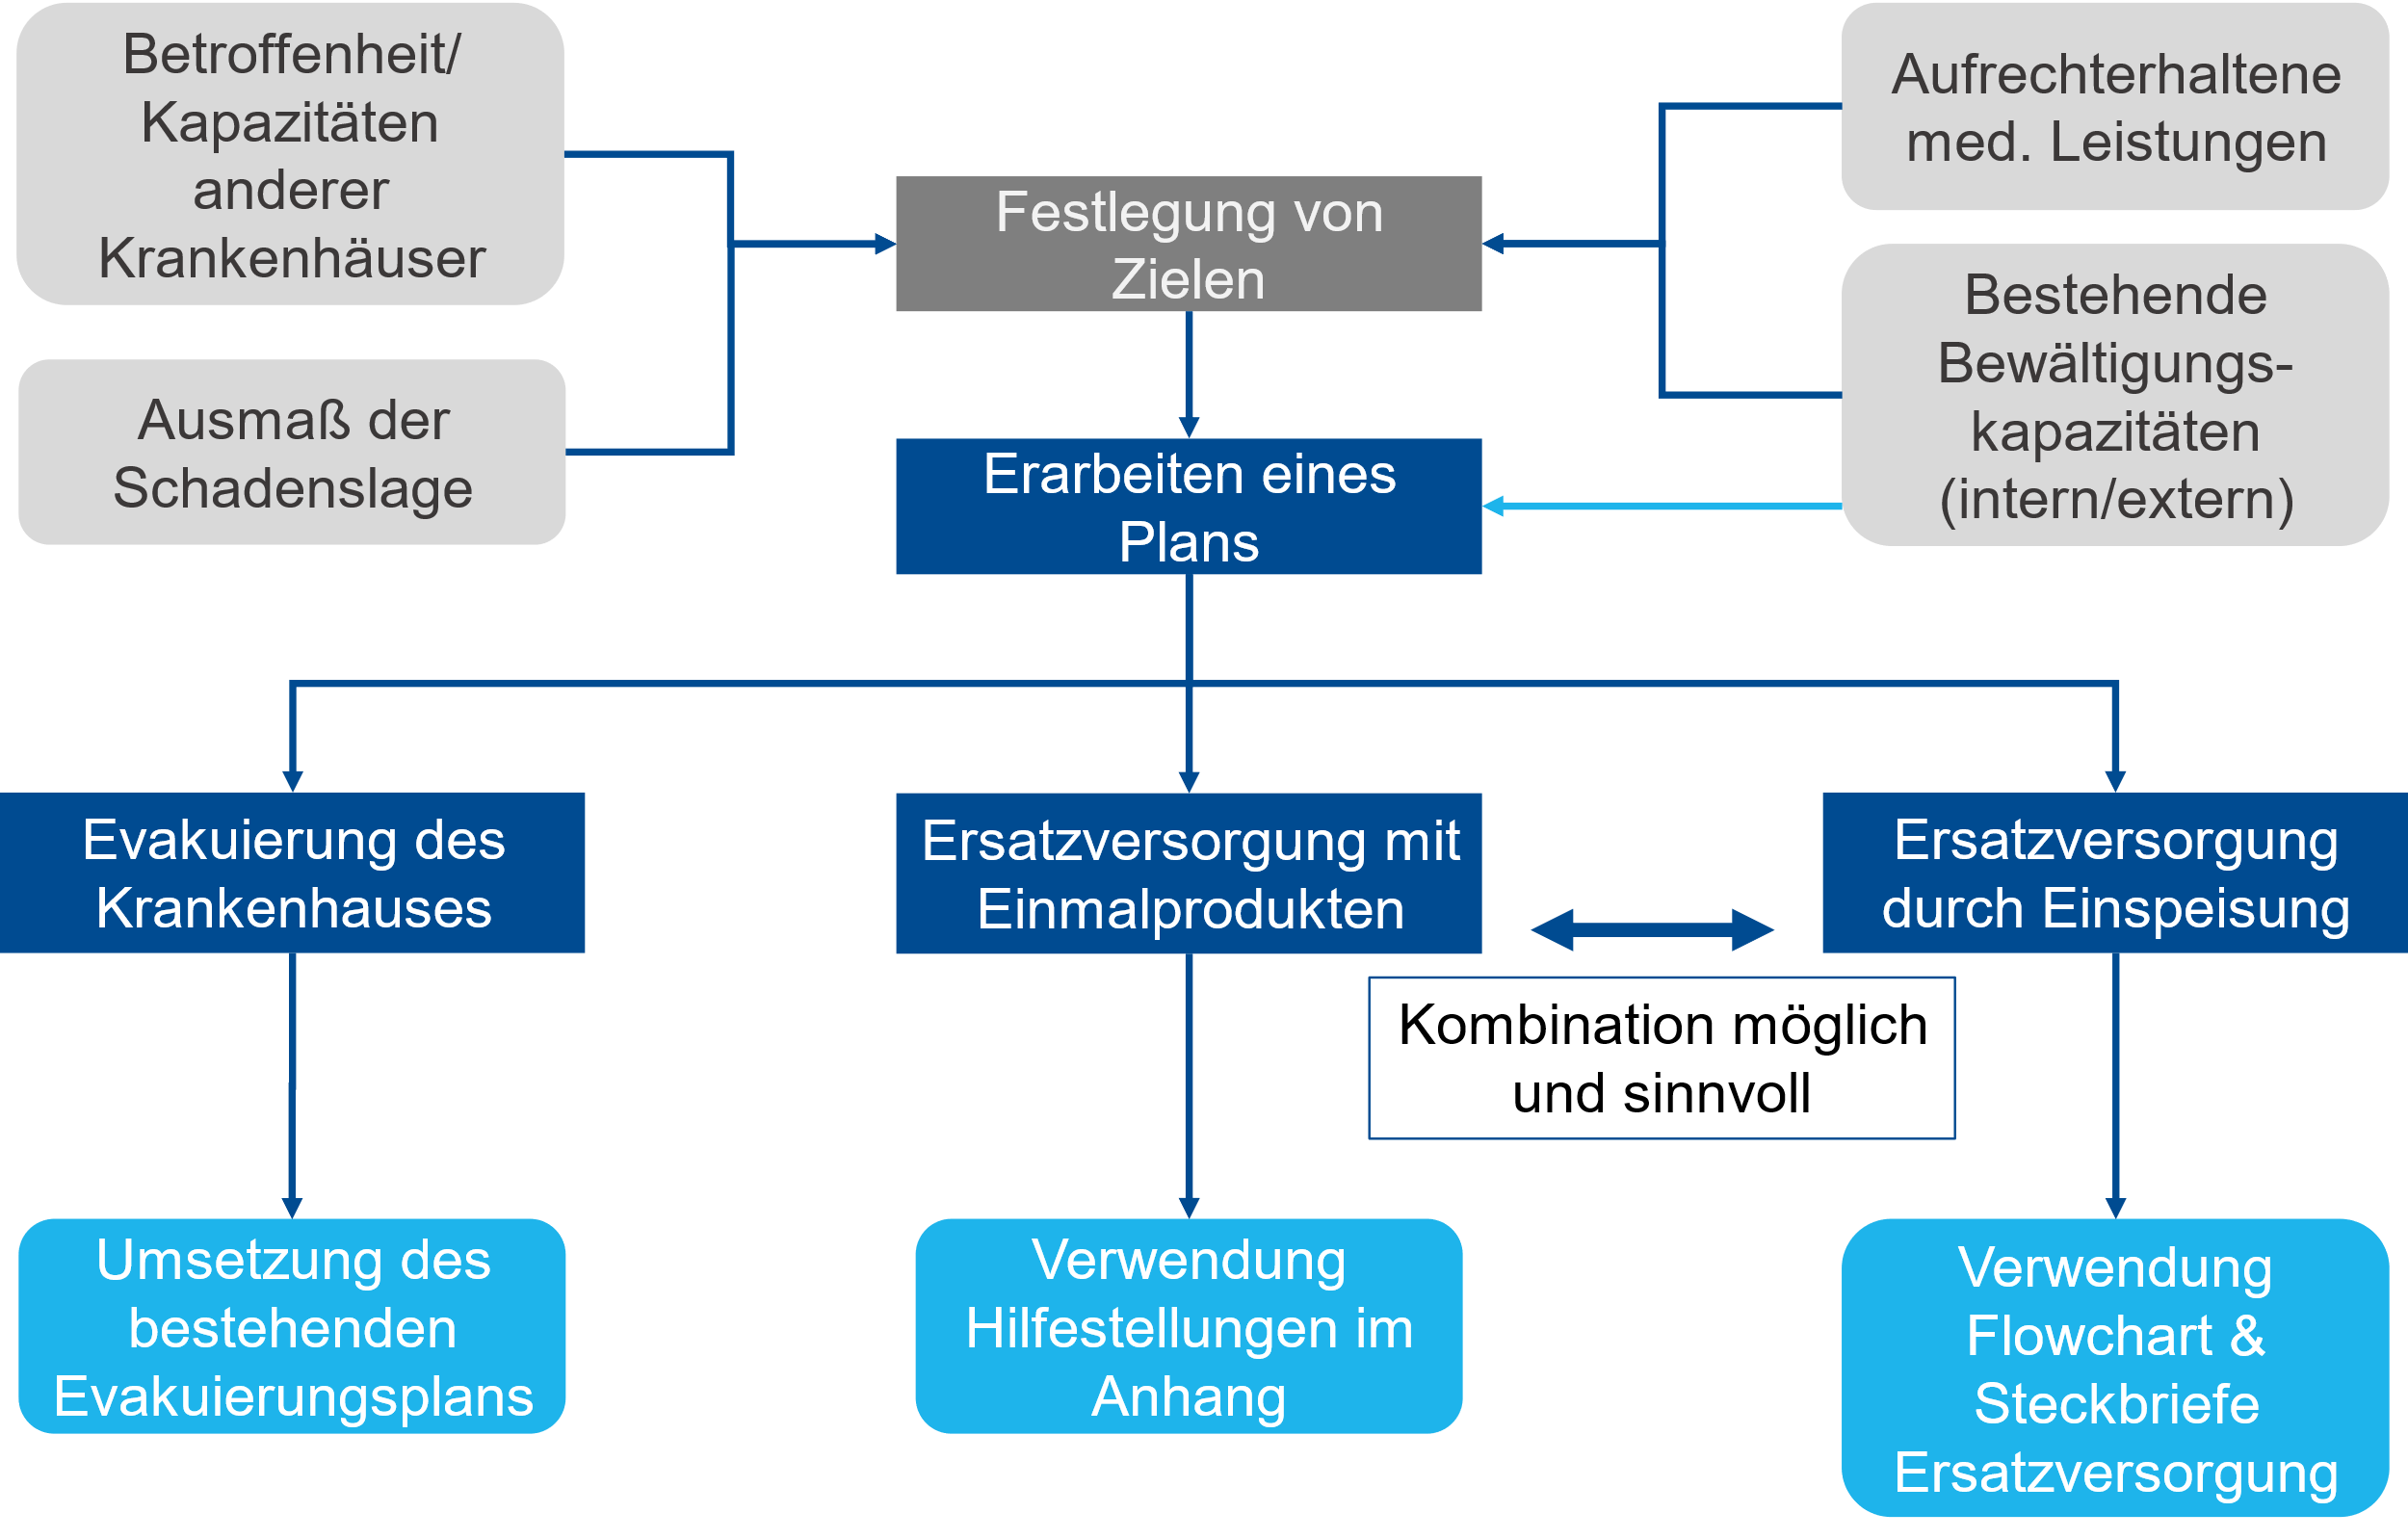 Betroffenheit/
Kapazitäten
anderer
Krankenhäuser
Aufrechterhaltene
med. Leistungen
Festlegung von
Zielen
Bestehende
Bewältigungs-
kapazitäten
(intern/extern)
Ausmaß der
Schadenslage
Erarbeiten eines
Plans
Evakuierung des
Krankenhauses
Ersatzversorgung mit
Einmalprodukten
Ersatzversorgung
durch Einspeisung
Kombination möglich
und sinnvoll
Umsetzung des
bestehenden
Evakuierungsplans
Verwendung
Hilfestellungen im
Anhang
Verwendung
Flowchart &
Steckbriefe
Ersatzversorgung